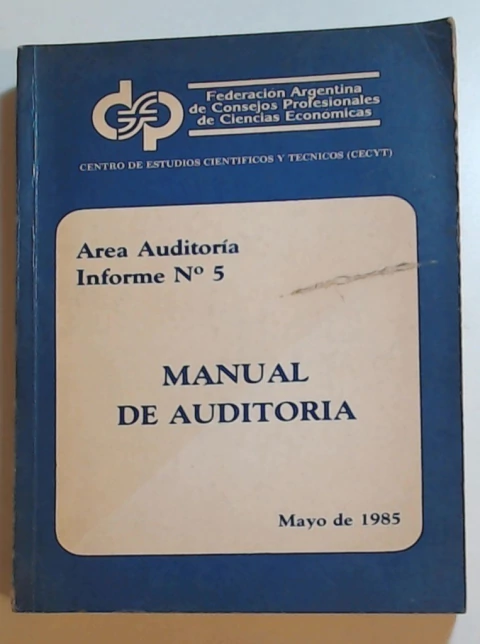 Federación Argentina
de Consejos Profesionales
de Ciencias Economicas
CENTRO DE ESTUDIOS CIENTIFICOS Y TECNICOS (CECYT)
Area Auditoría
Informe Nº 5
MANUAL
DE AUDITORIA
Mayo de 1985